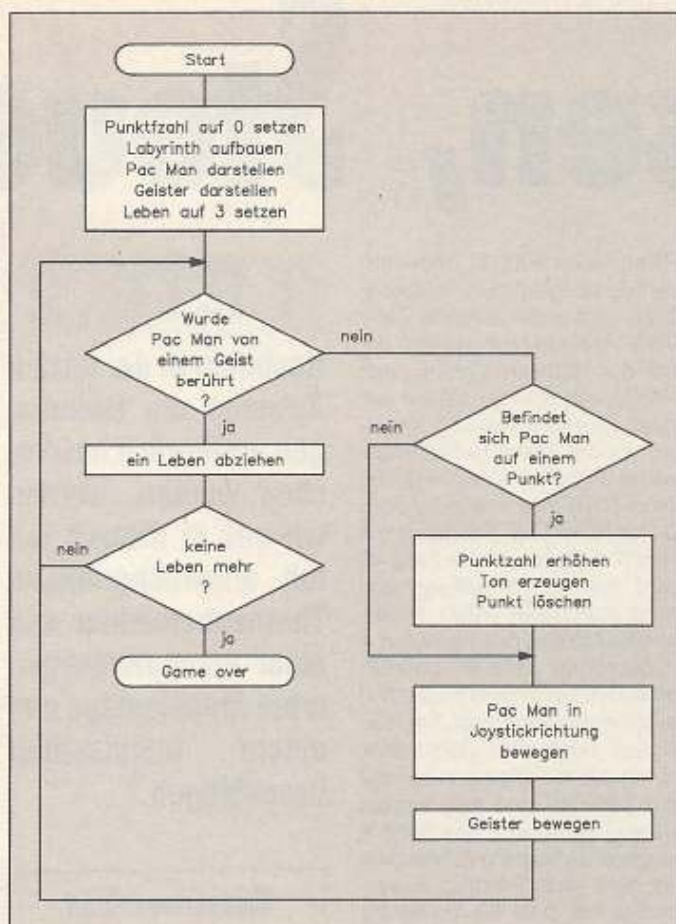 Start
Punktfzahl auf 0 setzen
Labyrinth aufbauen
Pac Man darstellen
Geister darstellen
Leben auf 3 setzen
Wurde
Pac Man von
einem Geist
berührt
?
nein
ja
ein Leben abziehen
keine
Leben mehr
?
nein
ja
Game over
Befindet
sich Pac Man
auf einem
Punkt?
nein
ja
Punktzahl erhöhen
Ton erzeugen
Punkt löschen
Pac Man in
Joystickrichtung
bewegen
Geister bewegen